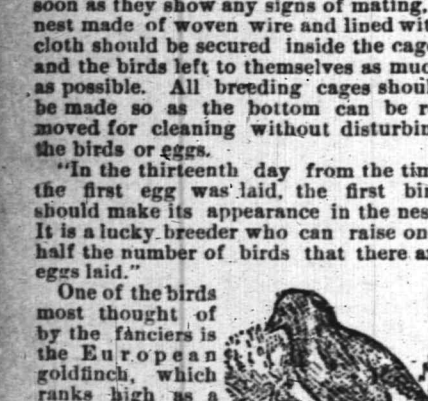 soon as they show any signs of mating.
nest made of woven wire and lined wit
cloth should be secured inside the cag
and the birds left to themselves as muc
as possible. All breeding cages shoul
be made so as the bottom can be r
moved for cleaning without disturbin
the birds or eggs.
"In the thirteenth day from the tim
the first egg was laid, the first bir
should make its appearance in the nes
It is a lucky breeder who can raise on
half the number of birds that there a
eggs laid."
One of the birds
most thought of
by the fanciers is
the European
goldfinch, which
ranks high as a